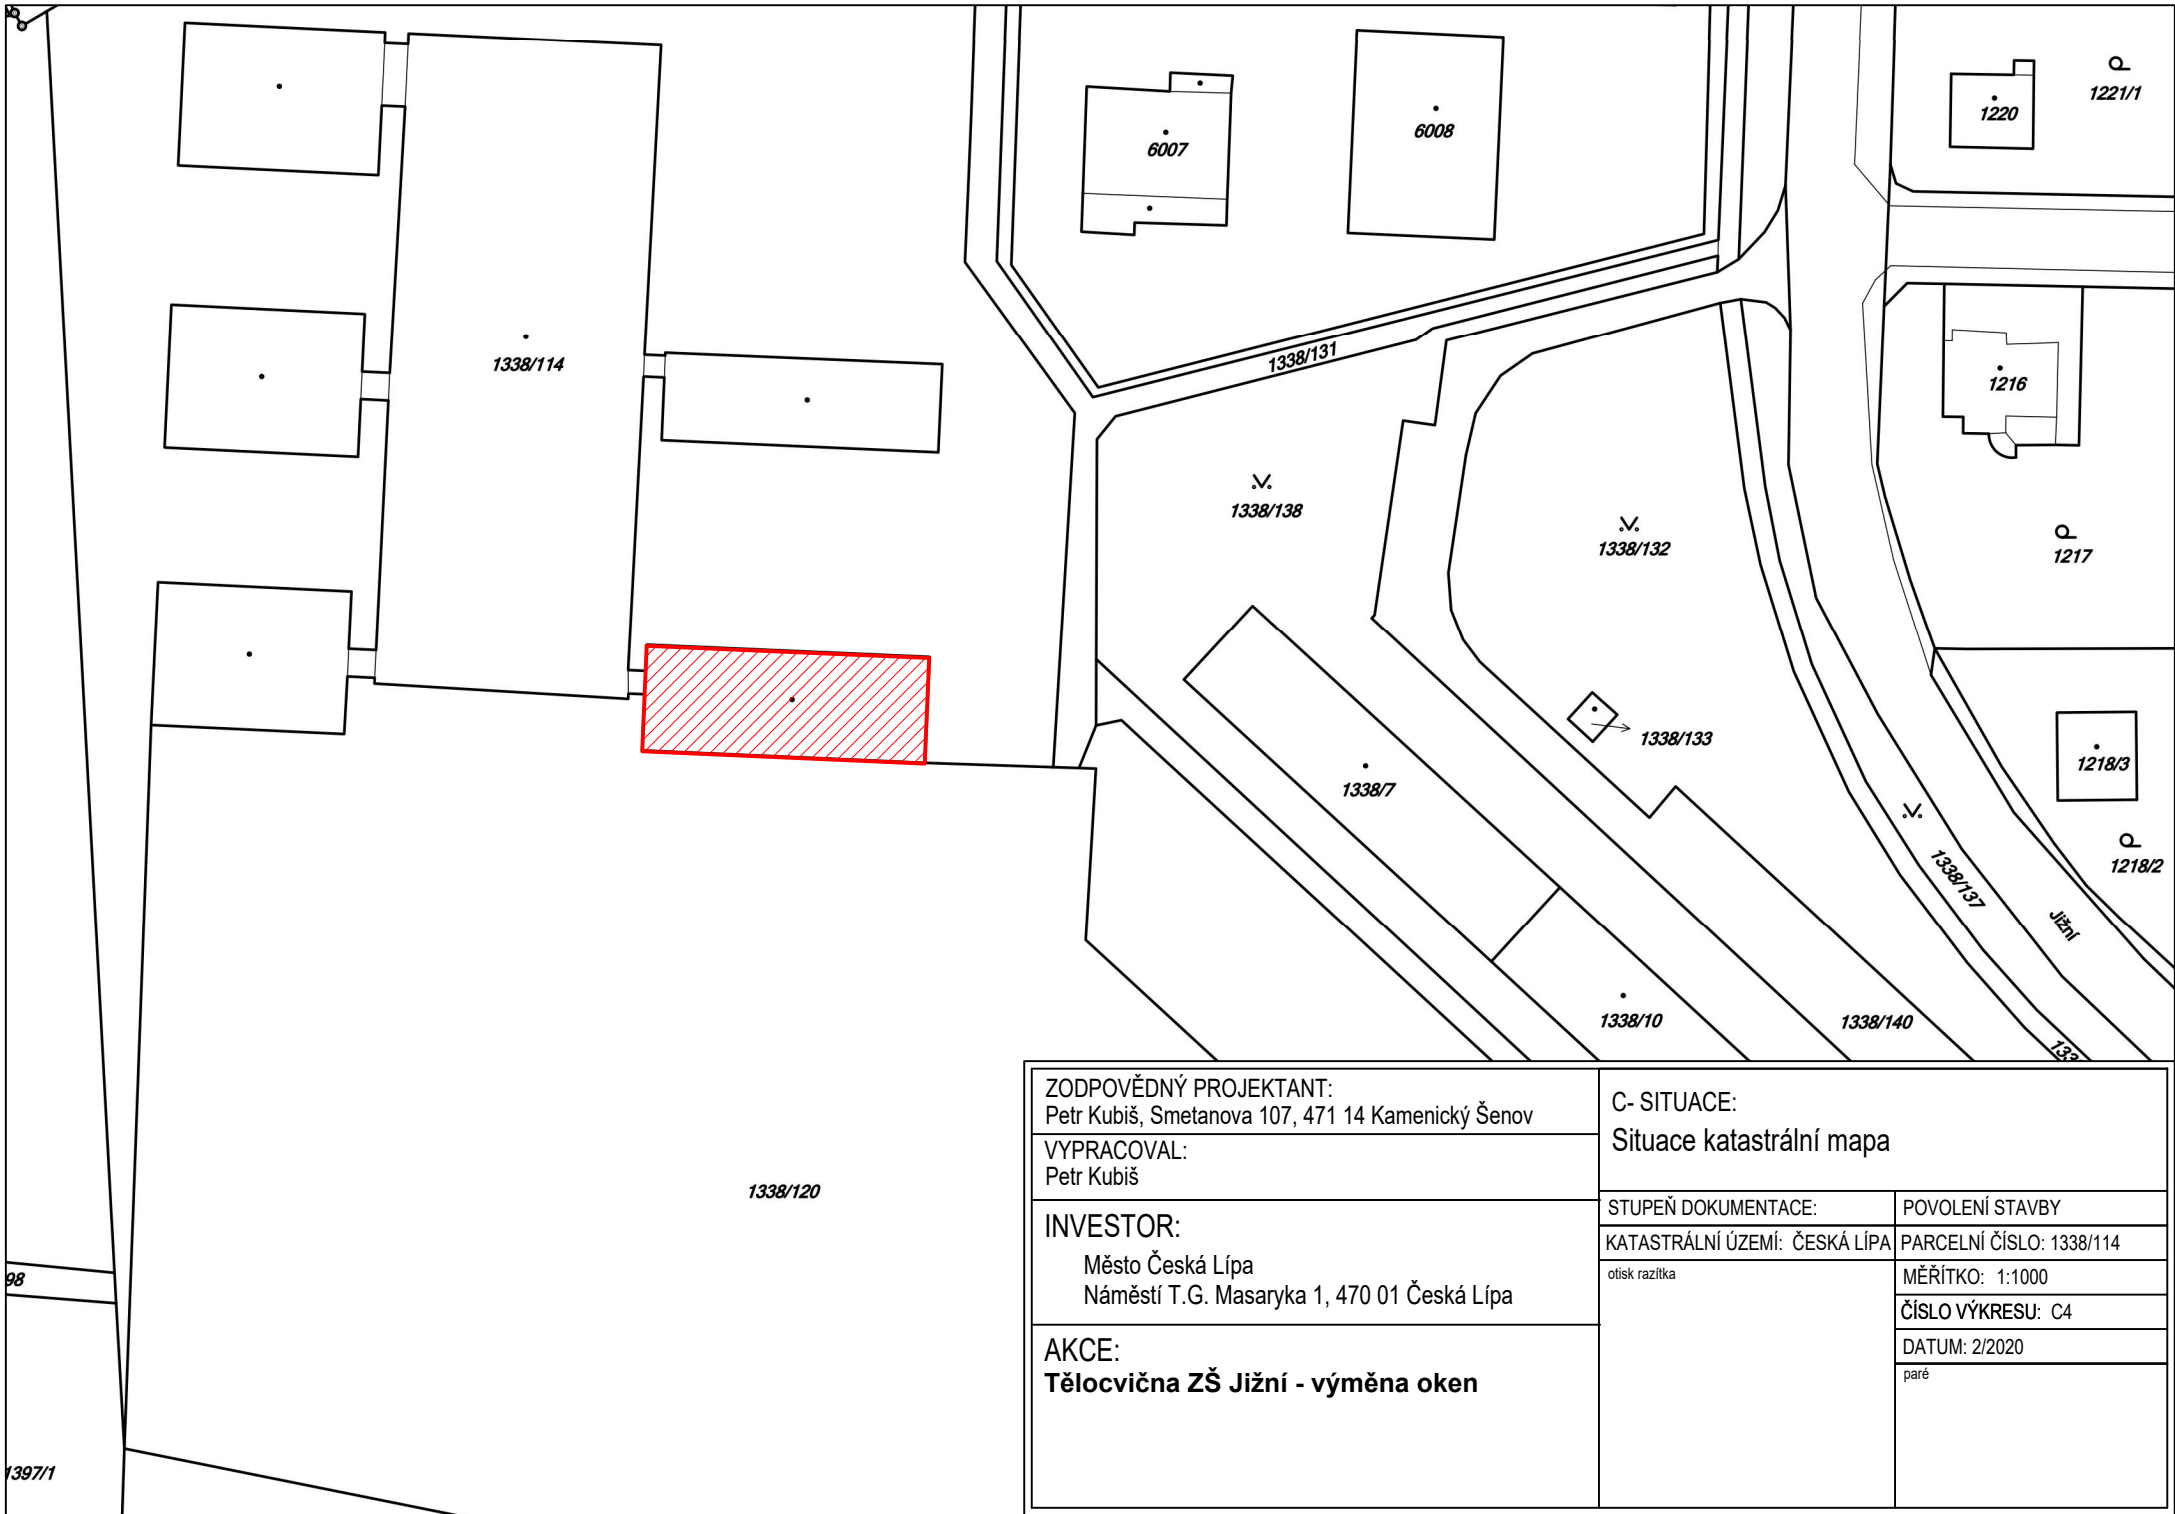 1221/1
1220
6007
6008
1338/114
1338/131
1216
1338/138
1338/132
1217
1338/133
1218/3
1338/7
1218/2
1338/137
Jižní
1338/10
1338/140
133
1338/120
98
1397/1
ZODPOVĚDNÝ PROJEKTANT:
Petr Kubiš, Smetanova 107, 471 14 Kamenický Šenov
VYPRACOVAL:
Petr Kubiš
INVESTOR:
Město Česká Lípa
Náměstí T.G. Masaryka 1, 470 01 Česká Lípa
AKCE:
Tělocvična ZŠ Jižní - výměna oken
C- SITUACE:
Situace katastrální mapa
STUPEŇ DOKUMENTACE: POVOLENÍ STAVBY
KATASTRÁLNÍ ÚZEMÍ: ČESKÁ LÍPA PARCELNÍ ČÍSLO: 1338/114
otisk razítka
MĚŘÍTKO: 1:1000
ČÍSLO VÝKRESU: C4
DATUM: 2/2020
paré